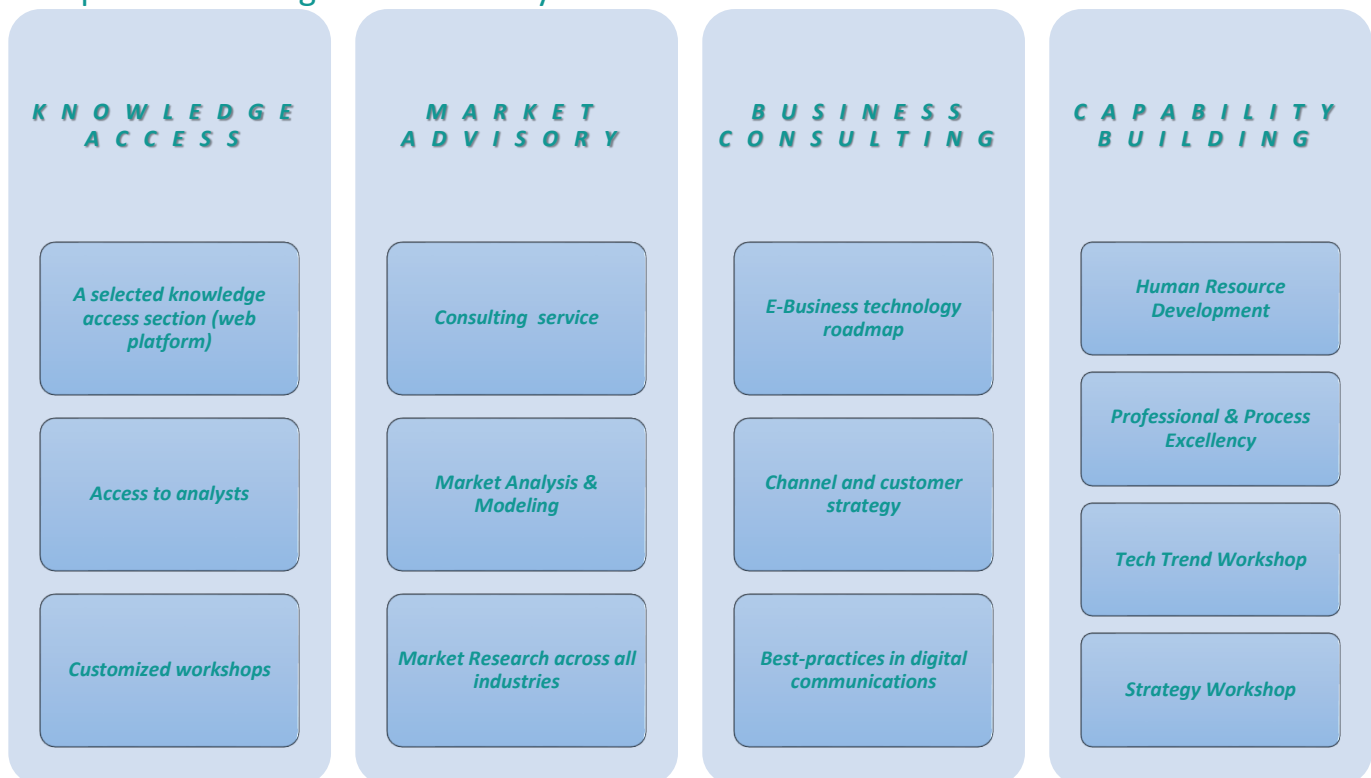 KNOWLEDGE
ACCESS
A selected knowledge
access section (web
platform)
Access to analysts
Customized workshops
MARKET
ADVISORY
Consulting service
Market Analysis &
Modeling
Market Research across all
industries
BUSINESS
CONSULTING
E-Business technology
roadmap
Channel and customer
strategy
Best-practices in digital
communications
CAPABILITY
BUILDING
Human Resource
Development
Professional & Process
Excellency
Tech Trend Workshop
Strategy Workshop